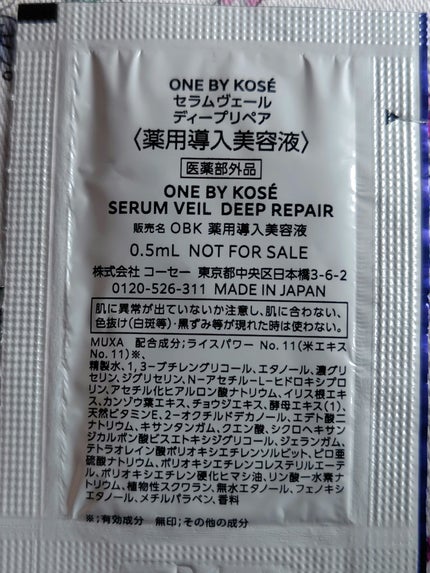 ONE BY KOSÉ
セラムヴェール
ディープリペア
〈薬用導入美容液〉
医薬部外品
ONE BY KOSÉ
SERUM VEIL DEEP REPAIR
販売名 OBK 薬用導入美容液
0.5mL NOT FOR SALE
株式会社 コーセー 東京都中央区日本橋3-6-2
0120-526-311 MADE IN JAPAN
肌に異常が出ていないか注意し、肌に合わない、
色抜け(白斑等)・黒ずみ等が現れた時は使わない。
MUXA 配合成分;ライスパワー No.11(米エキス
No.11)※、
精製水、1,3-ブチレングリコール、エタノール、濃グリ
セリン、ジグリセリン、N-アセチル-L-ヒドロキシプロ
リン、アセチル化ヒアルロン酸ナトリウム、イリス根エキ
ス、カンゾウ葉エキス、チョウジエキス、酵母エキス(1)、
天然ビタミンE、2-オクチルドデカノール、エデト酸二
ナトリウム、キサンタンガム、クエン酸、シクロヘキサン
ジカルボン酸ビスエトキシジグリコール、ジェランガム、
テトラオレイン酸ポリオキシエチレンソルビット、ピロ亜
硫酸ナトリウム、ポリオキシエチレンコレステリルエーテ
ル、ポリオキシエチレン硬化ヒマシ油、リン酸一水素ナ
トリウム、植物性スクワラン、無水エタノール、フェノキシ
エタノール、メチルパラベン、香料
※;有効成分 無印;その他の成分